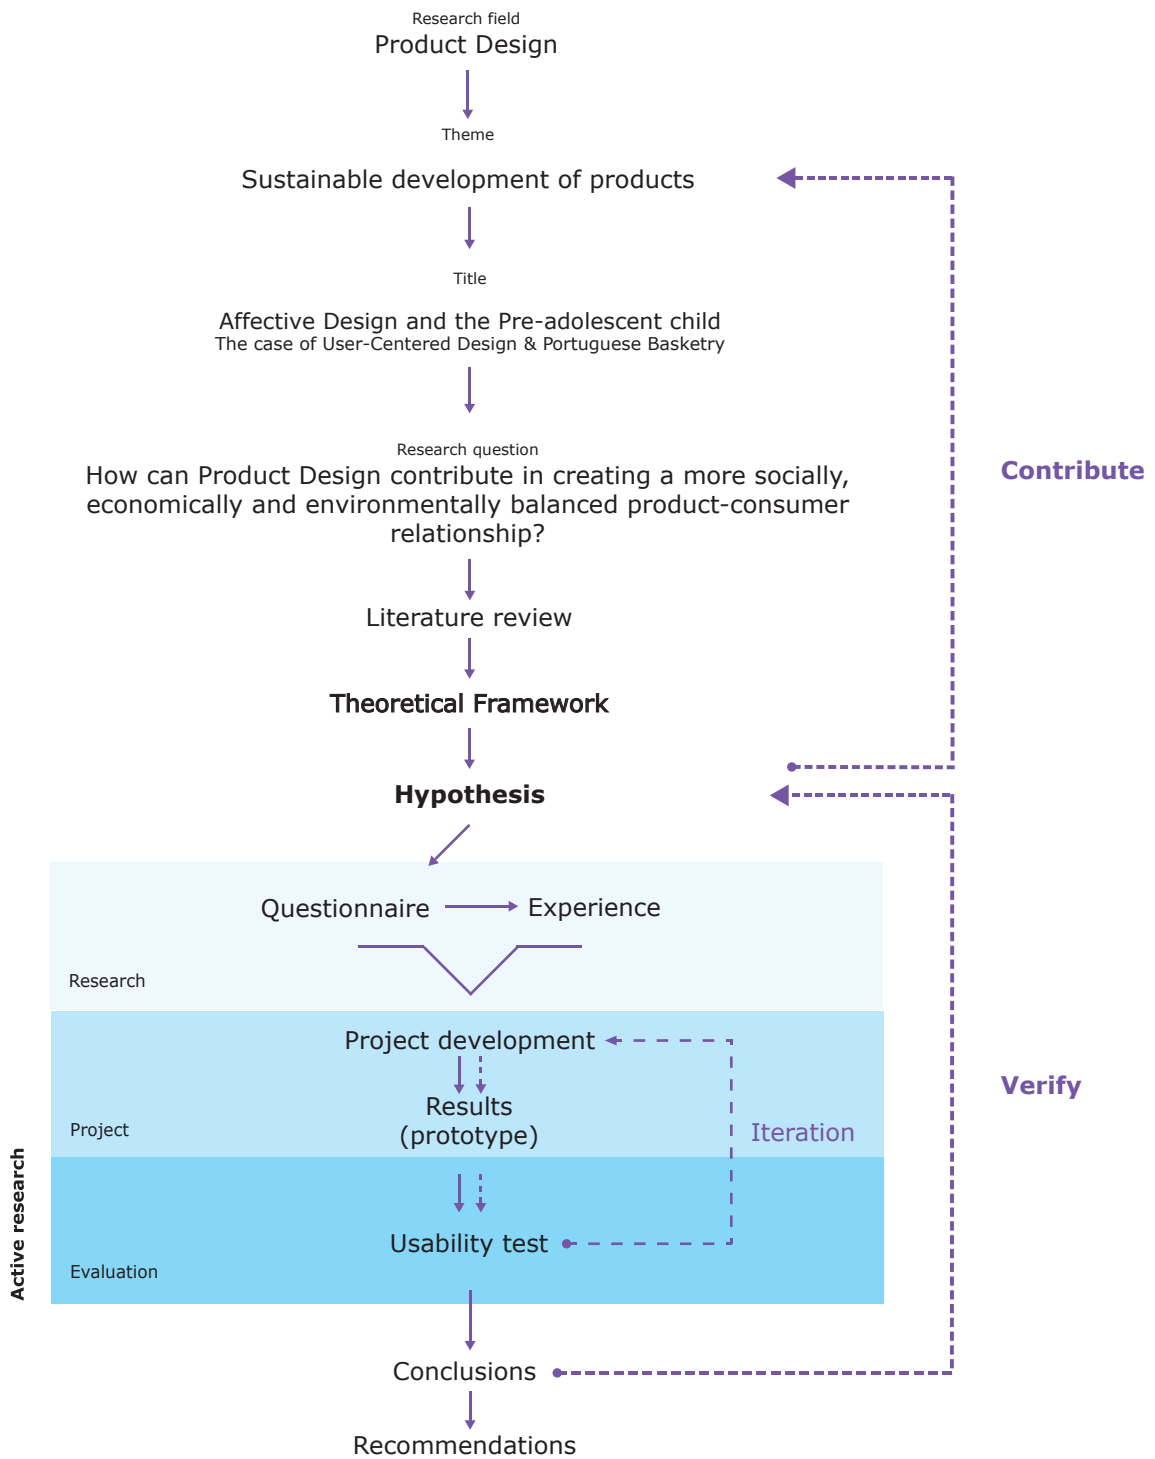 Research field
Product Design
Theme
Sustainable development of products
Title
Affective Design and the Pre-adolescent child
The case of User-Centered Design & Portuguese Basketry
Research question
How can Product Design contribute in creating a more socially,
economically and environmentally balanced product-consumer
relationship?
Contribute
Literature review
Theoretical Framework
Hypothesis
Questionnaire
Experience
Research
Project development
Verify
Results
(prototype)
Project
Iteration
Active research
Usability test
Evaluation
Conclusions
Recommendations